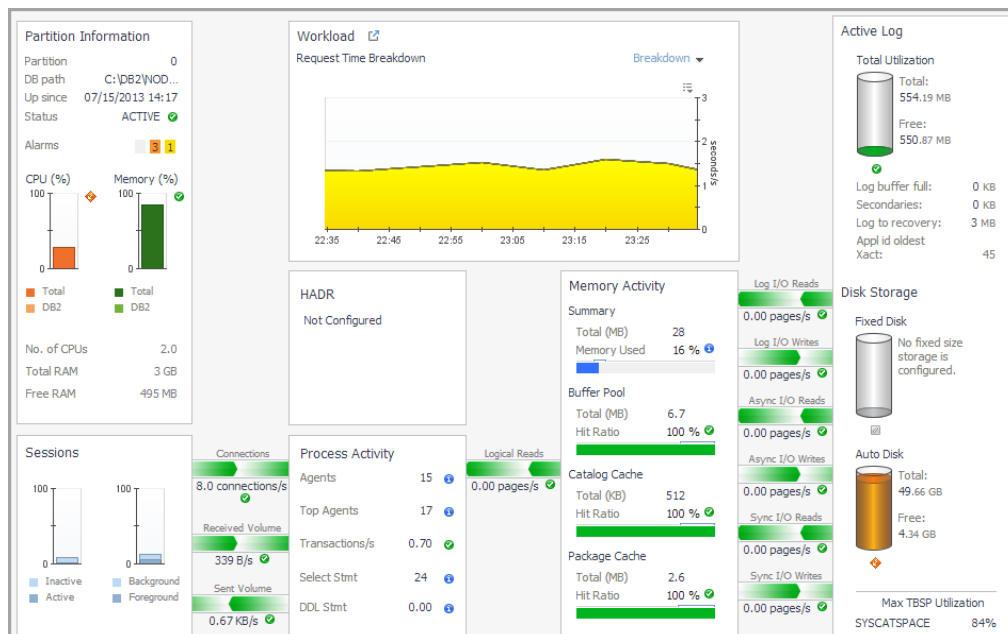 Partition Information
Partition 0
DB path C:\DB2\NOD...
Up since 07/15/2013 14:17
Status ACTIVE
Alarms 3 1
CPU (%) Memory (%)
100 100
0 0
Total Total
DB2 DB2
No. of CPUs 2.0
Total RAM 3 GB
Free RAM 495 MB
Sessions
100 100
0 0
Inactive Background
Active Foreground
Workload
Request Time Breakdown Breakdown
3
2
1
0
seconds/s
22:35 22:45 22:55 23:05 23:15 23:25
HADR
Not Configured
Connections
8.0 connections/s
Received Volume
339 B/s
Sent Volume
0.67 KB/s
Process Activity
Agents 15
Top Agents 17
Transactions/s 0.70
Select Stmt 24
DDL Stmt 0.00
Logical Reads
0.00 pages/s
Memory Activity
Summary
Total (MB) 28
Memory Used 16 %
Buffer Pool
Total (MB) 6.7
Hit Ratio 100 %
Catalog Cache
Total (KB) 512
Hit Ratio 100 %
Package Cache
Total (MB) 2.6
Hit Ratio 100 %
Log I/O Reads
0.00 pages/s
Log I/O Writes
0.00 pages/s
Async I/O Reads
0.00 pages/s
Async I/O Writes
0.00 pages/s
Sync I/O Reads
0.00 pages/s
Sync I/O Writes
0.00 pages/s
Active Log
Total Utilization
Total:
554.19 MB
Free:
550.87 MB
Log buffer full: 0 KB
Secondaries: 0 KB
Log to recovery: 3 MB
Appl id oldest
Xact: 45
Disk Storage
Fixed Disk
No fixed size
storage is
configured.
Auto Disk
Total:
49.66 GB
Free:
4.34 GB
Max TBSP Utilization
SYSCATSPACE 84%